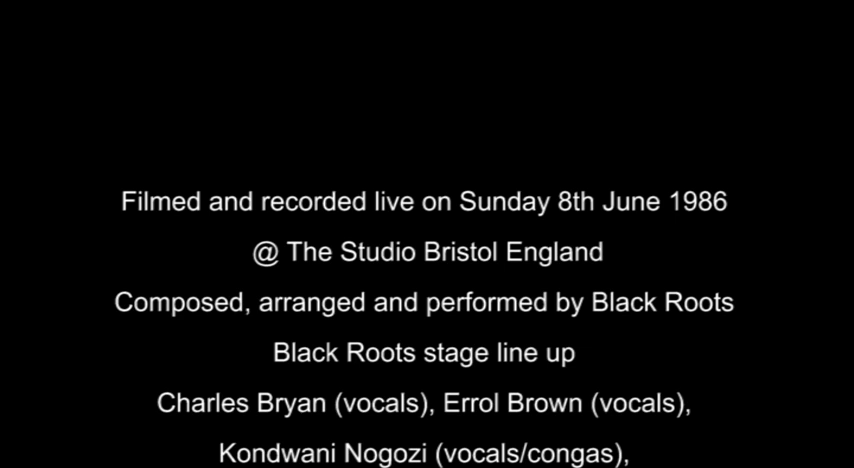 Filmed and recorded live on Sunday 8th June 1986
@ The Studio Bristol England
Composed, arranged and performed by Black Roots
Black Roots stage line up
Charles Bryan (vocals), Errol Brown (vocals),
Kondwani Nogozi (vocals/congas),